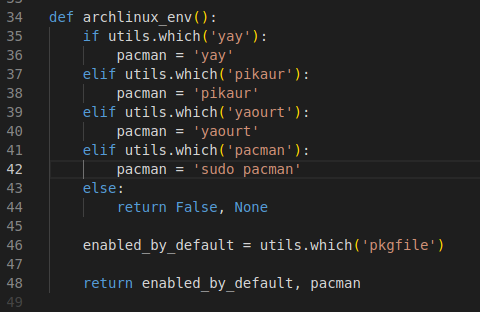 34 def archlinux_env():
35     if utils.which('yay'):
36         pacman = 'yay'
37     elif utils.which('pikaur'):
38         pacman = 'pikaur'
39     elif utils.which('yaourt'):
40         pacman = 'yaourt'
41     elif utils.which('pacman'):
42         pacman = 'sudo pacman'
43     else:
44         return False, None
45
46     enabled_by_default = utils.which('pkgfile')
47
48     return enabled_by_default, pacman
49